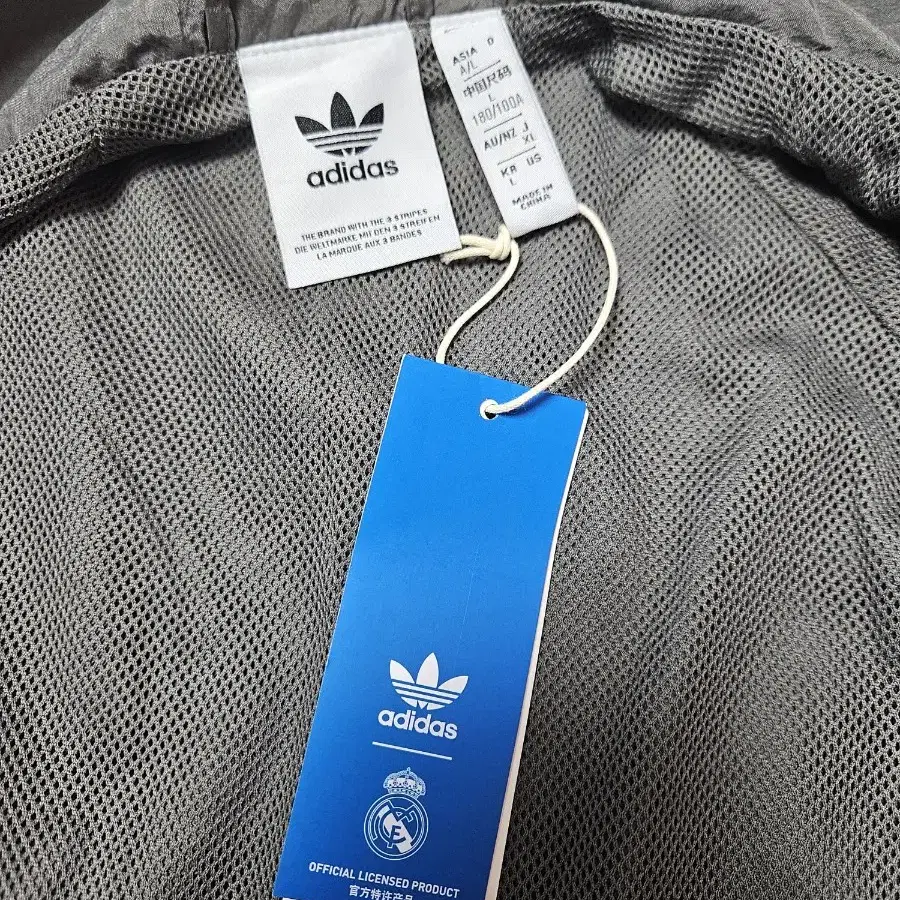 adidas
THE BRAND WITH THE 3 STRIPES
DIE WELTMARKE MIT DEN 3 STREIFEN
LA MARQUE AUX 3 BANDES
ASIA D
A/L
中国尺码
L
180/100A
AU/NZ J
XL
KR US
L
MADE IN
CHINA
adidas
OFFICIAL LICENSED PRODUCT
官方特许产品